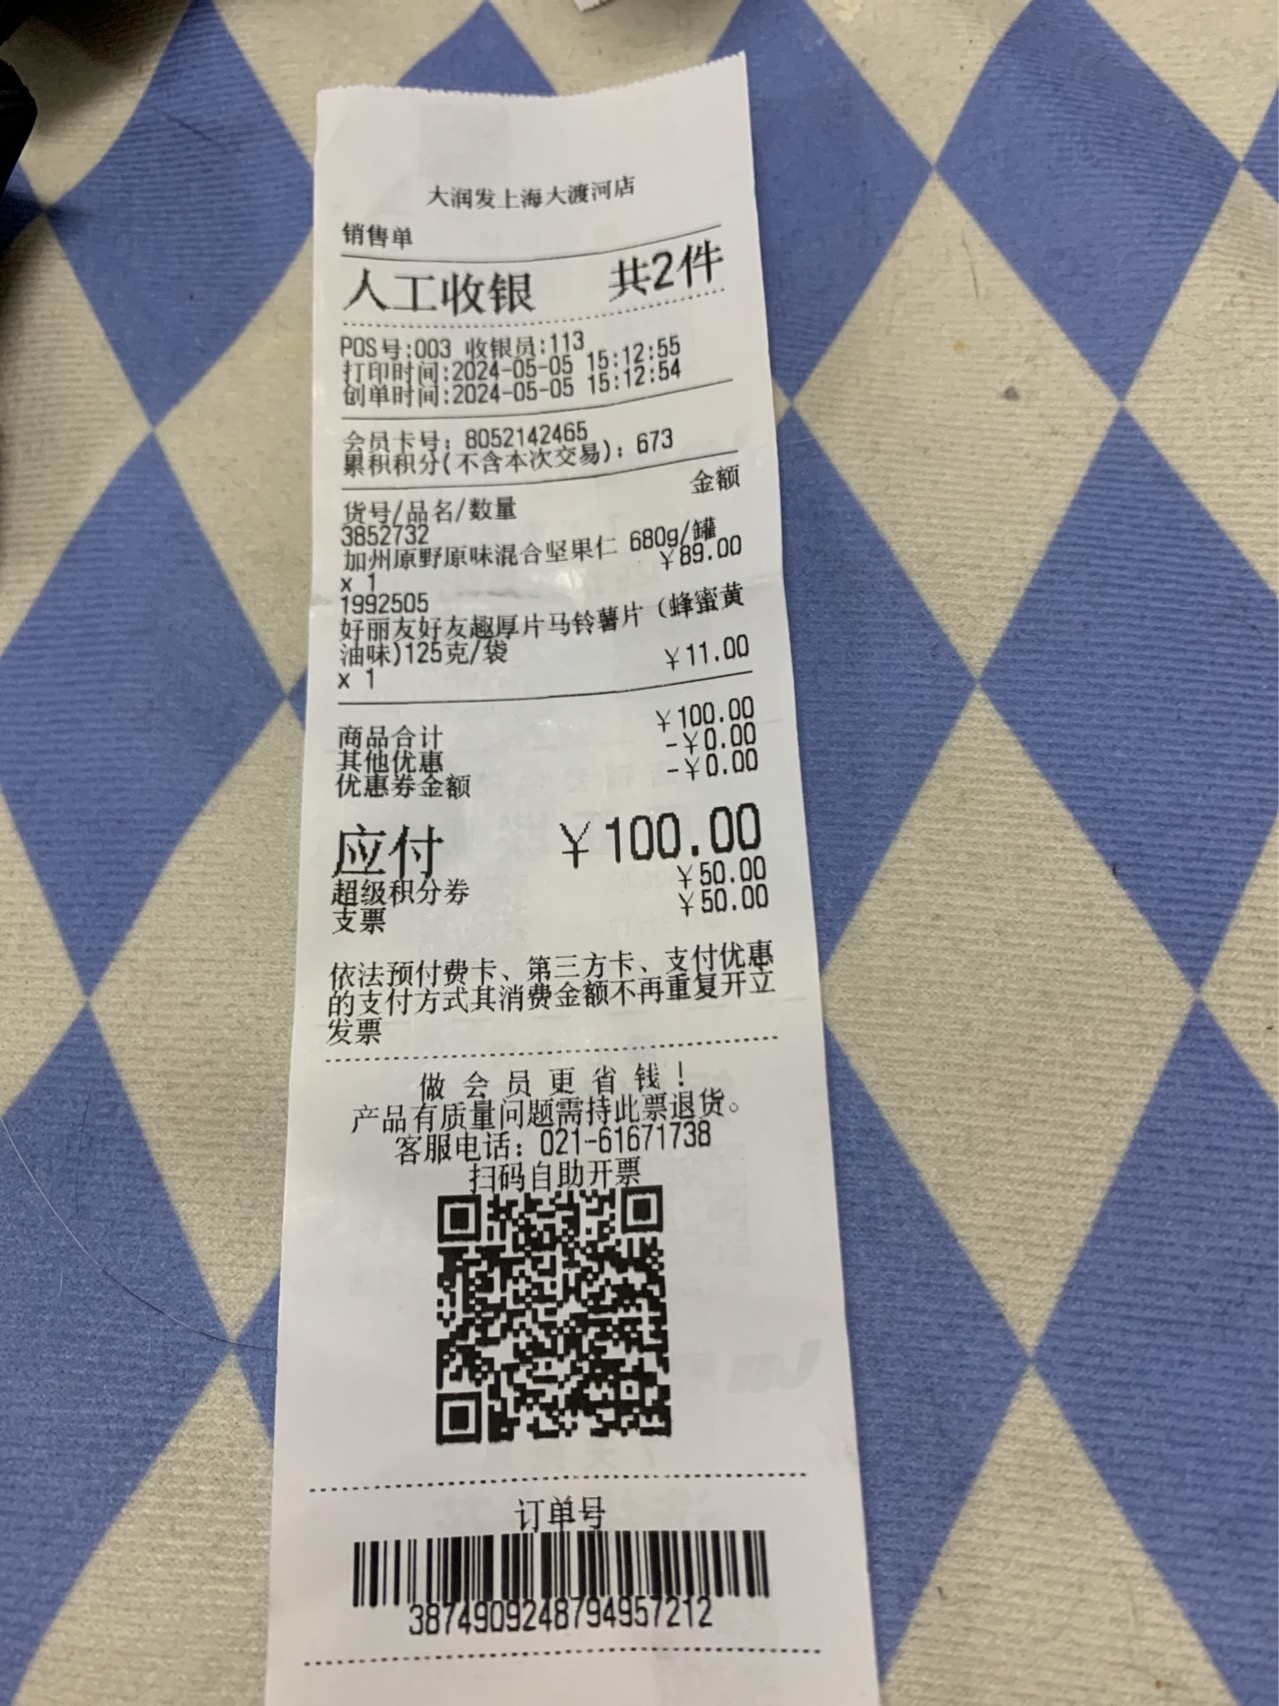 大润发上海大渡河店
销售单
人工收银 共2件
POS号:003 收银员:113
打印时间:2024-05-05 15:12:55
创单时间:2024-05-05 15:12:54
会员卡号: 8052142465
累积积分(不含本次交易): 673
金额
货号/品名/数量
3852732
加州原野原味混合坚果仁 680g/罐
￥89.00
x 1
1992505
好丽友好友趣厚片马铃薯片 (蜂蜜黄
油味)125克/袋
￥11.00
x 1
商品合计 ￥100.00
其他优惠 -￥0.00
优惠券金额 -￥0.00
应付 ￥100.00
超级积分券 ￥50.00
支票 ￥50.00
依法预付费卡、第三方卡、支付优惠
的支付方式其消费金额不再重复开立
发票
做会员更省钱!
产品有质量问题需持此票退货。
客服电话: 021-61671738
扫码自助开票
订单号
3874909248794957212